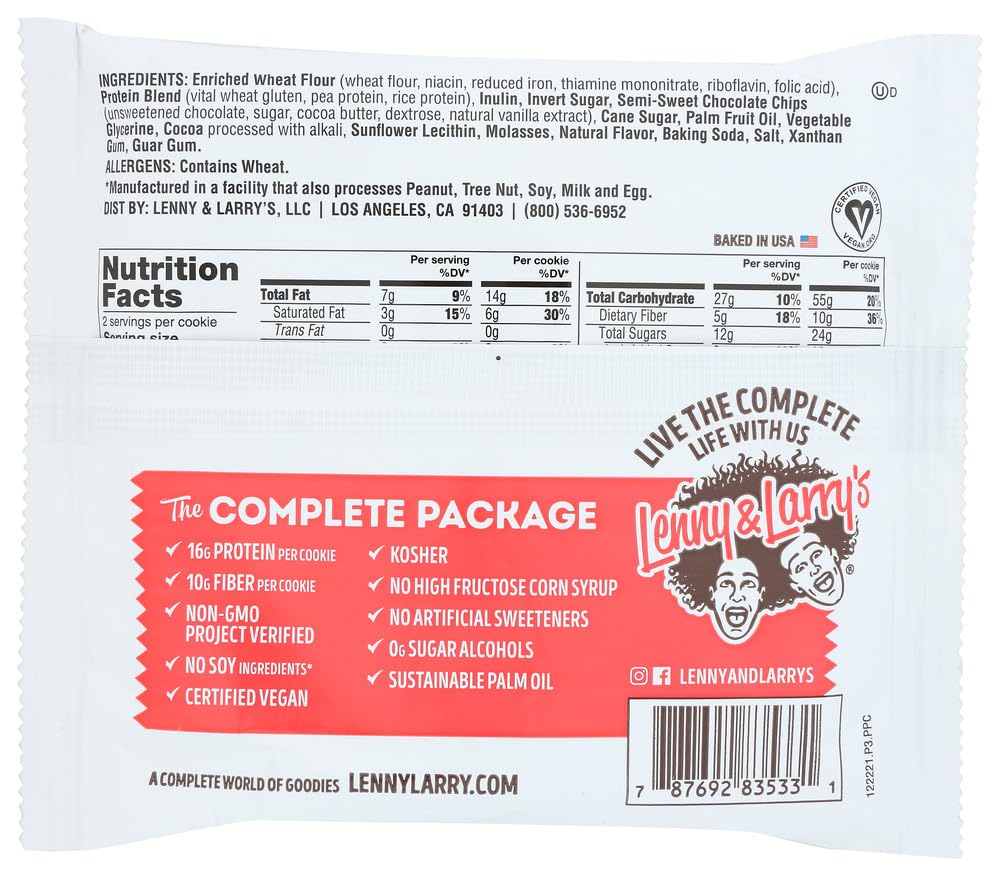 INGREDIENTS: Enriched Wheat Flour (wheat flour, niacin, reduced iron, thiamine mononitrate, riboflavin, folic acid),
Protein Blend (vital wheat gluten, pea protein, rice protein), Inulin, Invert Sugar, Semi-Sweet Chocolate Chips
(unsweetened chocolate, sugar, cocoa butter, dextrose, natural vanilla extract), Cane Sugar, Palm Fruit Oil, Vegetable
Glycerine, Cocoa processed with alkali, Sunflower Lecithin, Molasses, Natural Flavor, Baking Soda, Salt, Xanthan
Gum, Guar Gum.
U D
ALLERGENS: Contains Wheat.
*Manufactured in a facility that also processes Peanut, Tree Nut, Soy, Milk and Egg.
DIST BY: LENNY & LARRY'S, LLC | LOS ANGELES, CA 91403 | (800) 536-6952
CERTIFIED VEGAN
VEGAN.ORG
BAKED IN USA
Nutrition
Facts
2 servings per cookie
Serving size
Per serving Per cookie
%DV* %DV*
Total Fat 7g 9% 14g 18%
Saturated Fat 3g 15% 6g 30%
Trans Fat 0g 0g
Per serving Per cookie
%DV* %DV*
Total Carbohydrate 27g 10% 55g 20%
Dietary Fiber 5g 18% 10g 36%
Total Sugars 12g 24g
LIVE THE COMPLETE
LIFE WITH US
Lenny & Larry's®
The COMPLETE PACKAGE
16G PROTEIN PER COOKIE
10G FIBER PER COOKIE
NON-GMO
PROJECT VERIFIED
NO SOY INGREDIENTS*
CERTIFIED VEGAN
KOSHER
NO HIGH FRUCTOSE CORN SYRUP
NO ARTIFICIAL SWEETENERS
0G SUGAR ALCOHOLS
SUSTAINABLE PALM OIL
LENNYANDLARRYS
A COMPLETE WORLD OF GOODIES LENNYLARRY.COM
7 87692 83533 1
122221.P3.PPC